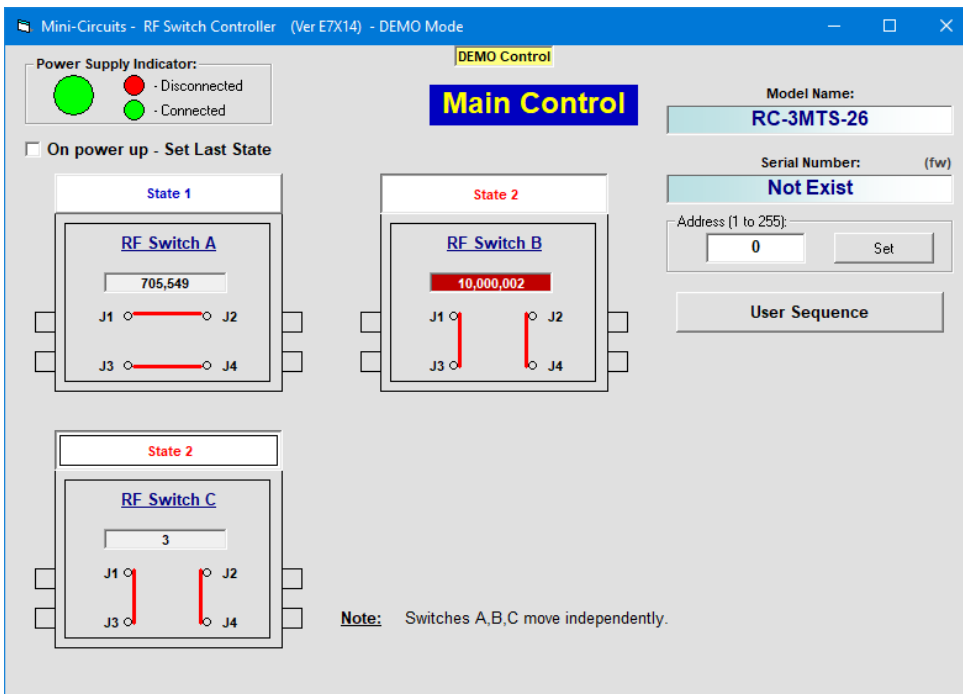 Mini-Circuits - RF Switch Controller (Ver E7X14) - DEMO Mode
DEMO Control
Power Supply Indicator:
- Disconnected
- Connected
Main Control
Model Name:
RC-3MTS-26
On power up - Set Last State
Serial Number: (fw)
Not Exist
State 1
RF Switch A
705,549
J1 J2
J3 J4
State 2
RF Switch B
10,000,002
J1 J2
J3 J4
Address (1 to 255):
0 Set
User Sequence
State 2
RF Switch C
3
J1 J2
J3 J4
Note: Switches A,B,C move independently.